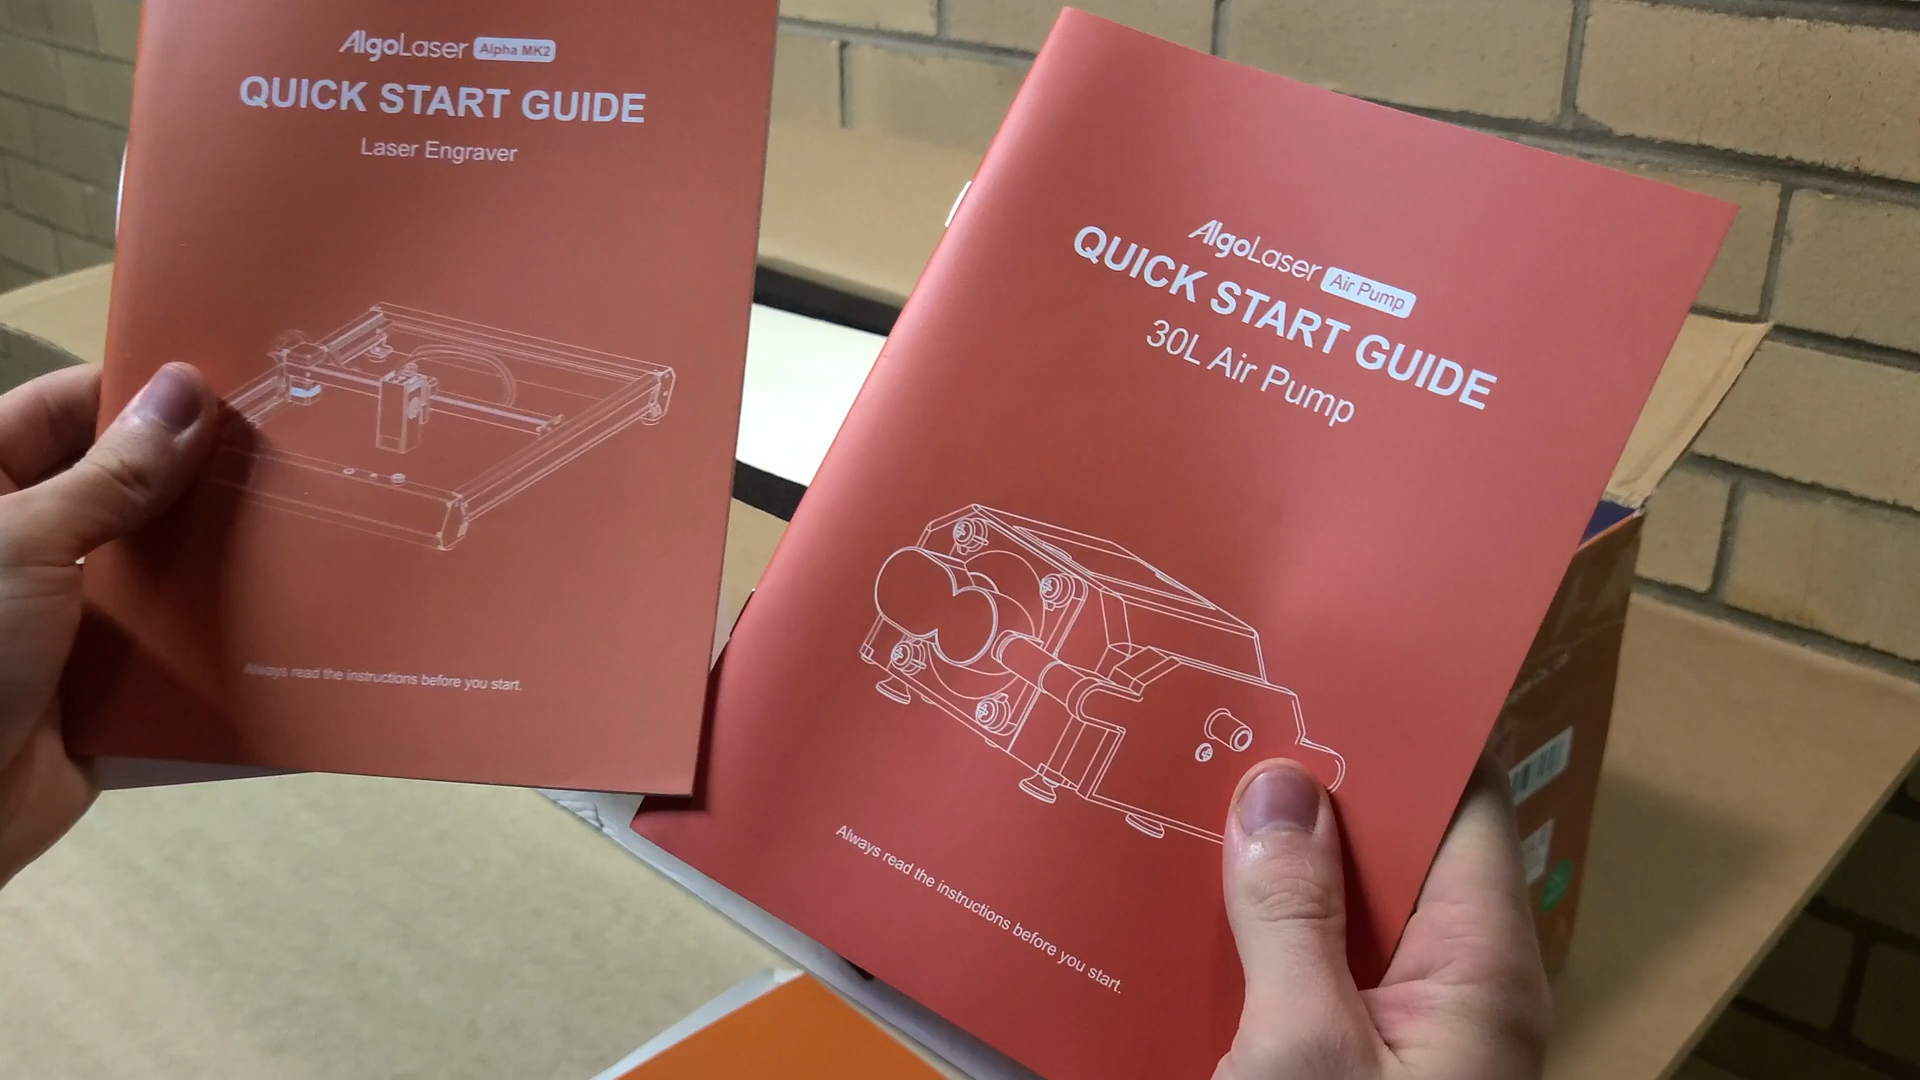 AlgoLaser Alpha MK2
QUICK START GUIDE
Laser Engraver
Always read the instructions before you start.
AlgoLaser Air Pump
QUICK START GUIDE
30L Air Pump
Always read the instructions before you start.